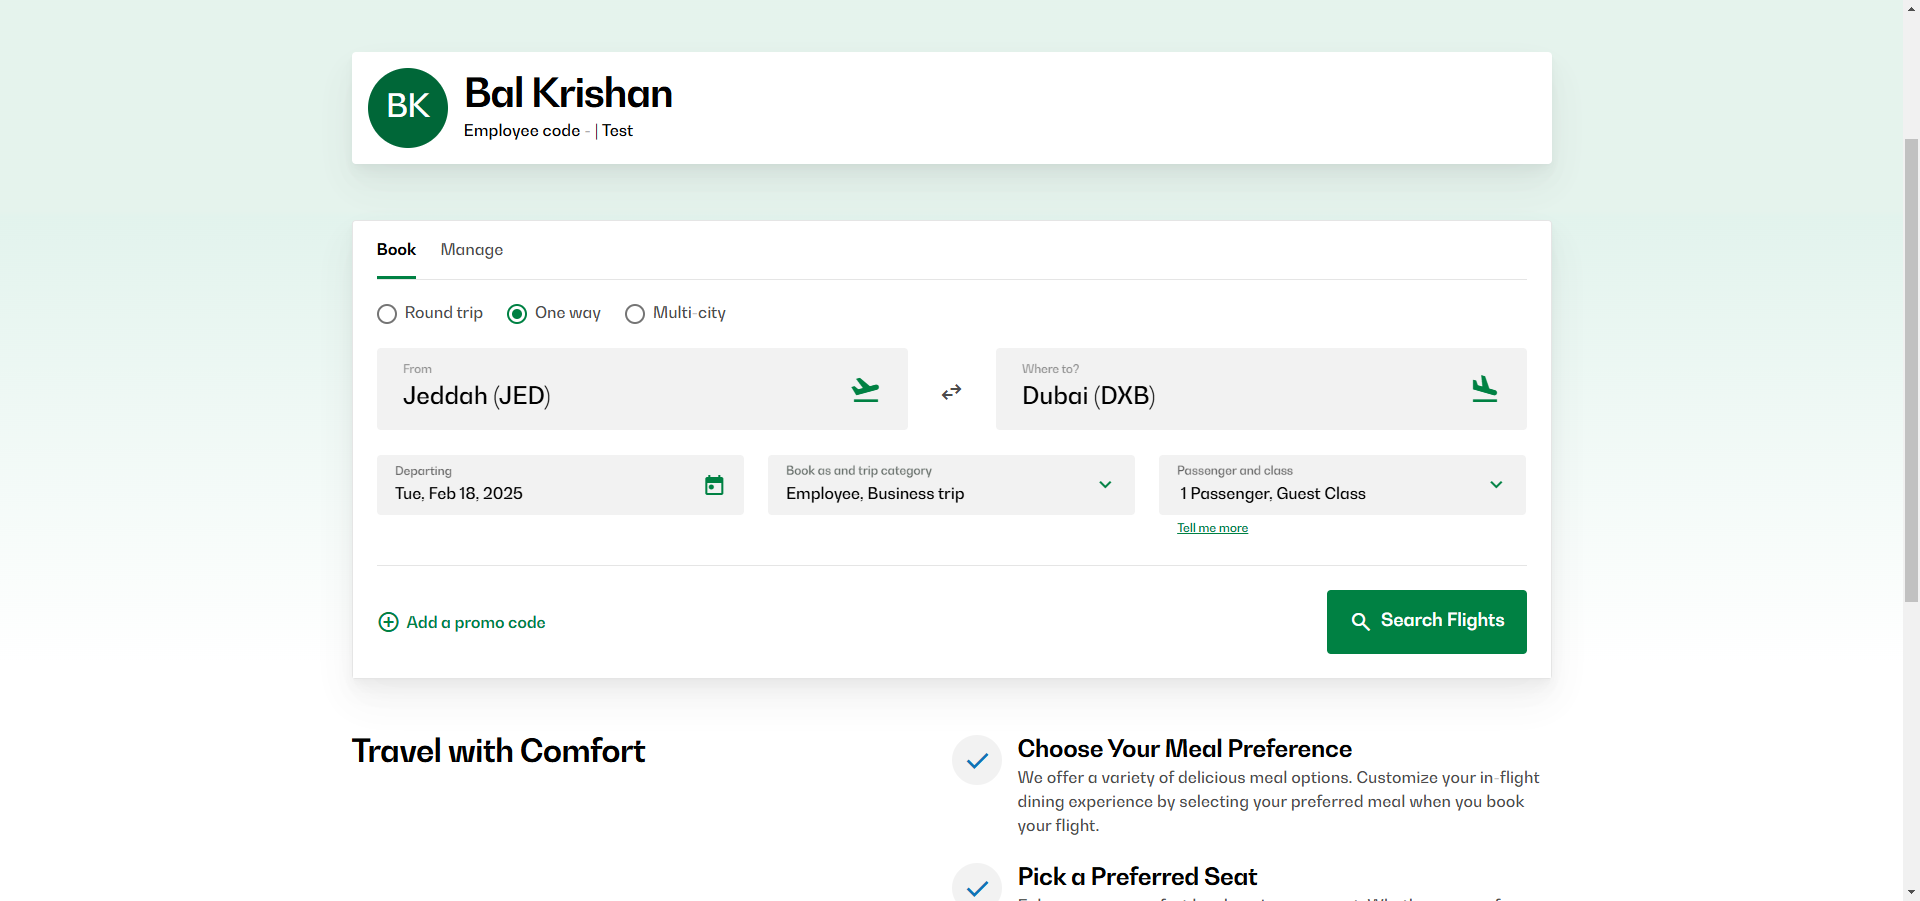 BK
Bal Krishan
Employee code - | Test
Book Manage
Round trip One way Multi-city
From
Jeddah (JED)
Where to?
Dubai (DXB)
Departing
Tue, Feb 18, 2025
Book as and trip category
Employee, Business trip
Passenger and class
1 Passenger, Guest Class
Tell me more
Add a promo code
Search Flights
Travel with Comfort
Choose Your Meal Preference
We offer a variety of delicious meal options. Customize your in-flight
dining experience by selecting your preferred meal when you book
your flight.
Pick a Preferred Seat